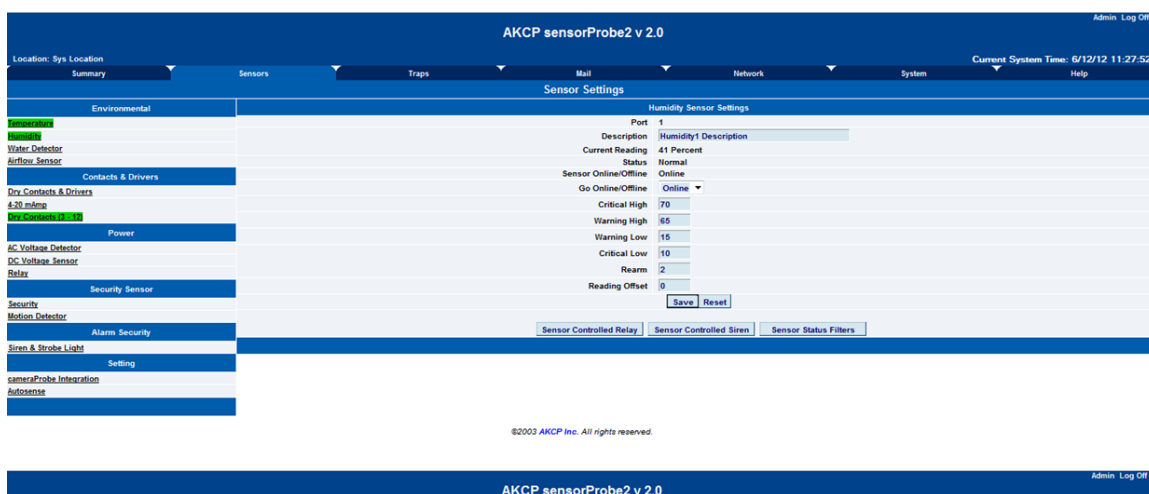 Admin Log Off
AKCP sensorProbe2 v 2.0
Location: Sys Location
Current System Time: 6/12/12 11:27:52
Summary Sensors Traps Mail Network System Help
Sensor Settings
Environmental
Temperature
Humidity
Water Detector
Airflow Sensor
Contacts & Drivers
Dry Contacts & Drivers
4-20 mAmp
Dry Contacts (3 - 12)
Power
AC Voltage Detector
DC Voltage Sensor
Relay
Security Sensor
Security
Motion Detector
Alarm Security
Siren & Strobe Light
Setting
cameraProbe Integration
Autosense
Humidity Sensor Settings
Port 1
Description Humidity1 Description
Current Reading 41 Percent
Status Normal
Sensor Online/Offline Online
Go Online/Offline Online
Critical High 70
Warning High 65
Warning Low 15
Critical Low 10
Rearm 2
Reading Offset 0
Save Reset
Sensor Controlled Relay Sensor Controlled Siren Sensor Status Filters
©2003 AKCP Inc. All rights reserved.
Admin Log Off
AKCP sensorProbe2 v 2.0